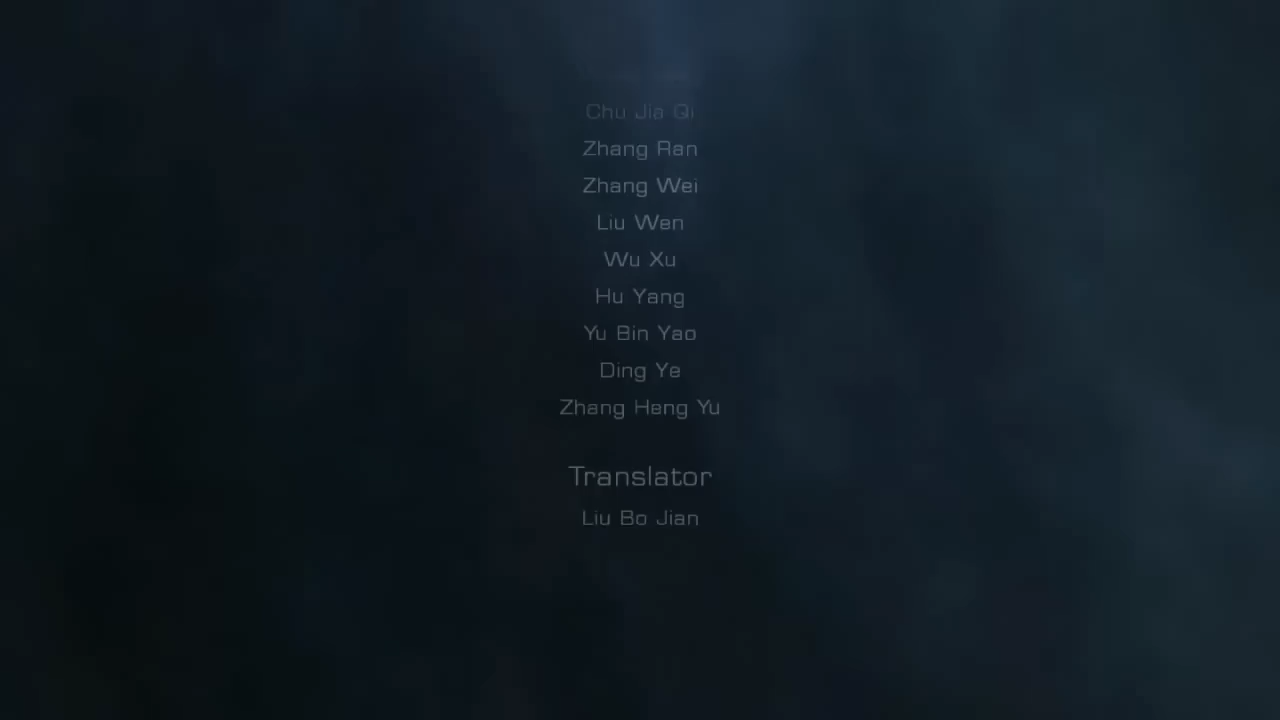 Chu Jia Qi
Zhang Ran
Zhang Wei
Liu Wen
Wu Xu
Hu Yang
Yu Bin Yao
Ding Ye
Zhang Heng Yu
Translator
Liu Bo Jian